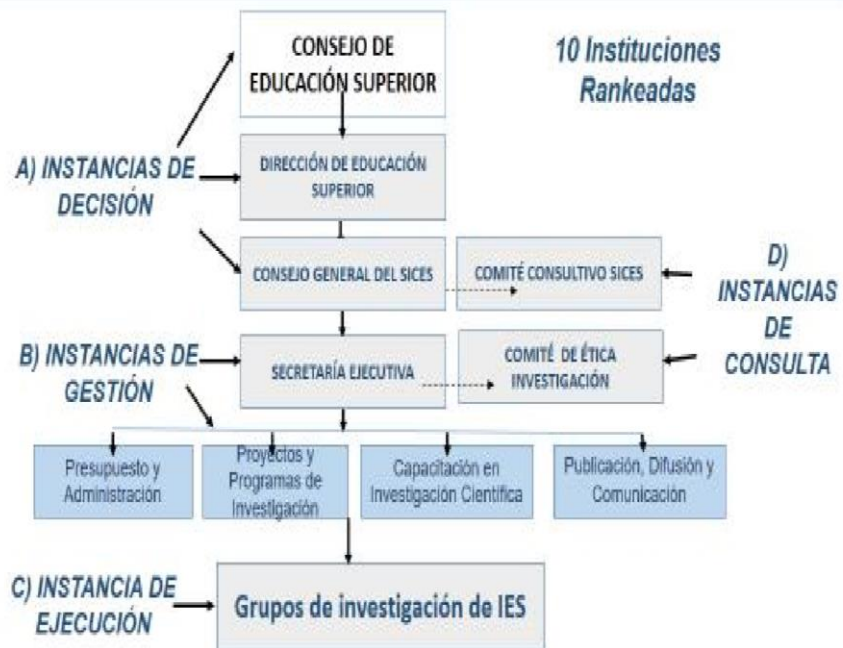 CONSEJO DE
EDUCACIÓN SUPERIOR
10 Instituciones
Rankeadas
A) INSTANCIAS DE
DECISIÓN
DIRECCIÓN DE EDUCACIÓN
SUPERIOR
CONSEJO GENERAL DEL SICES
COMITÉ CONSULTIVO SICES
D)
INSTANCIAS
DE
CONSULTA
B) INSTANCIAS DE
GESTIÓN
SECRETARÍA EJECUTIVA
COMITÉ DE ÉTICA
INVESTIGACIÓN
Presupuesto y
Administración
Proyectos y
Programas de
Investigación
Capacitación en
Investigación Científica
Publicación, Difusión y
Comunicación
C) INSTANCIA DE
EJECUCIÓN
Grupos de investigación de IES